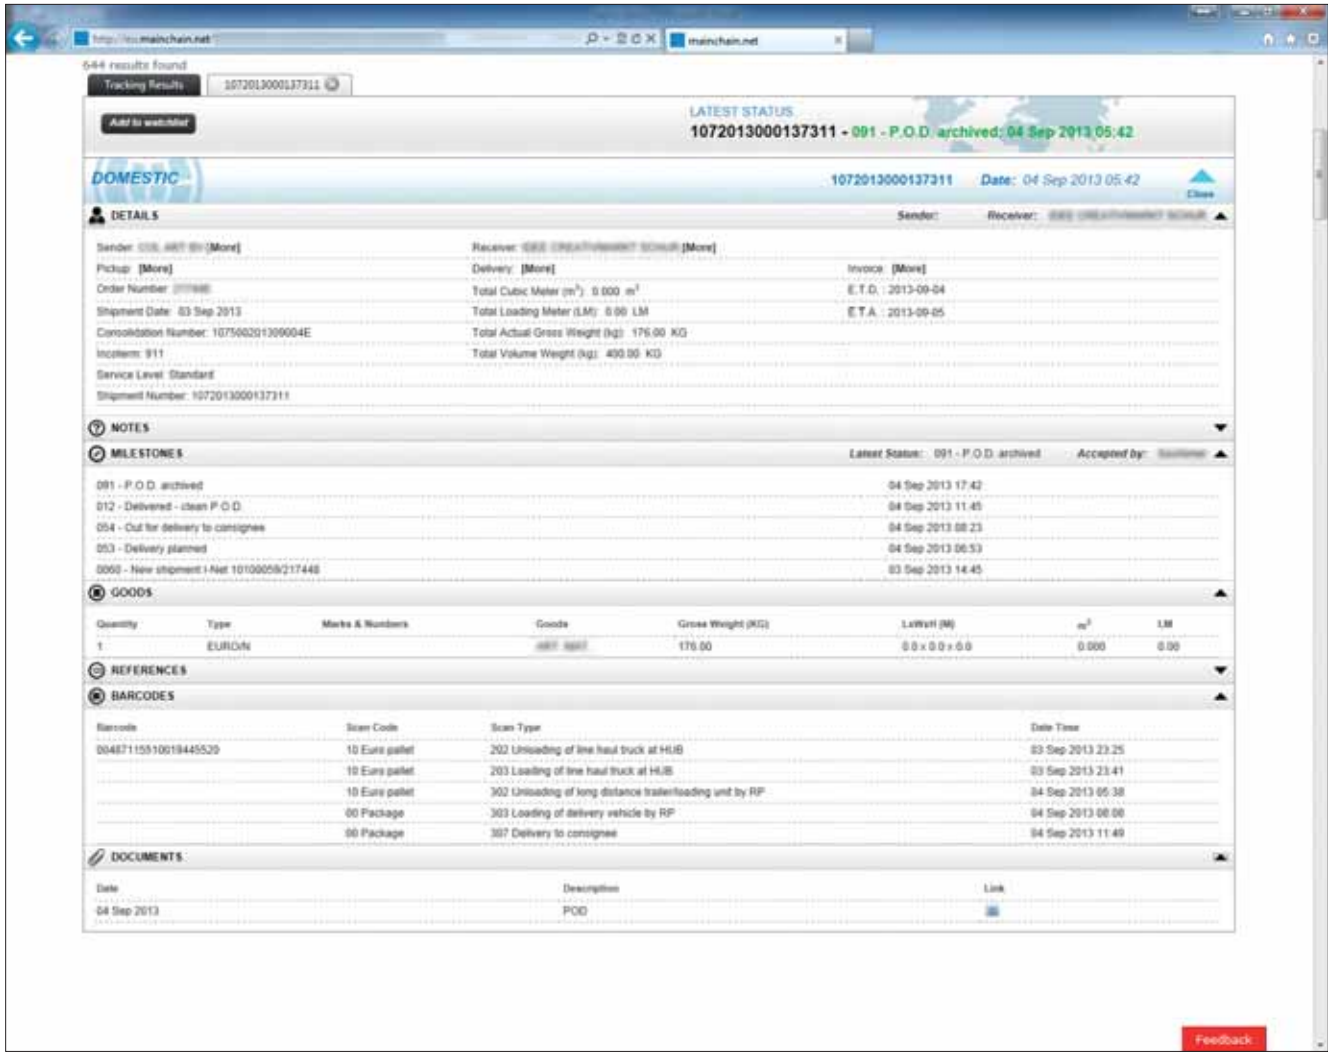 mainchain.net mainchain.net
644 results found
Tracking Results 1072013000137311
Add to watchlist
LATEST STATUS
1072013000137311 - 091 - P.O.D. archived; 04 Sep 2013 05:42
DOMESTIC 1072013000137311 Date: 04 Sep 2013 05:42 Close
DETAILS Sender: Receiver:
Sender: [More] Receiver: [More]
Pickup: [More] Delivery: [More] Invoice: [More]
Order Number: Total Cubic Meter (m³): 0.000 m³ E.T.D. : 2013-09-04
Shipment Date: 03 Sep 2013 Total Loading Meter (LM): 0.00 LM E.T.A. : 2013-09-05
Consolidation Number: 107500201309004E Total Actual Gross Weight (kg): 176.00 KG
Incoterm: 911 Total Volume Weight (kg): 400.00 KG
Service Level: Standard
Shipment Number: 1072013000137311
NOTES
MILESTONES Latest Status: 091 - P.O.D. archived Accepted by:
091 - P.O.D. archived 04 Sep 2013 17:42
012 - Delivered - clean P.O.D. 04 Sep 2013 11:45
054 - Out for delivery to consignee 04 Sep 2013 08:23
053 - Delivery planned 04 Sep 2013 06:53
0060 - New shipment I-Net 10100059/217448 03 Sep 2013 14:45
GOODS
Quantity Type Marks & Numbers Goods Gross Weight (KG) LxWxH (M) m³ LM
1 EURO/N 176.00 0.0 x 0.0 x 0.0 0.000 0.00
REFERENCES
BARCODES
Barcode Scan Code Scan Type Date Time
00487115510019445520 10 Euro pallet 202 Unloading of line haul truck at HUB 03 Sep 2013 23:25
10 Euro pallet 203 Loading of line haul truck at HUB 03 Sep 2013 23:41
10 Euro pallet 302 Unloading of long distance trailer/loading unit by RP 04 Sep 2013 05:38
00 Package 303 Loading of delivery vehicle by RP 04 Sep 2013 08:08
00 Package 307 Delivery to consignee 04 Sep 2013 11:49
DOCUMENTS
Date Description Link
04 Sep 2013 POD
Feedback